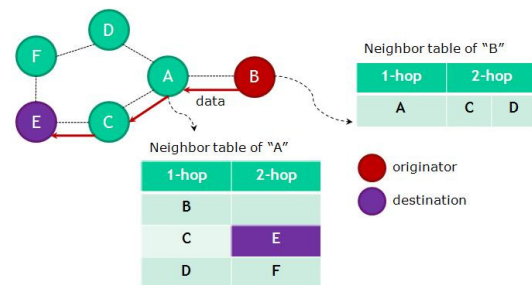 D
F
A
B
data
E
C
Neighbor table of “B”
1-hop 2-hop
A C D
Neighbor table of “A”
1-hop 2-hop
B
C E
D F
originator
destination